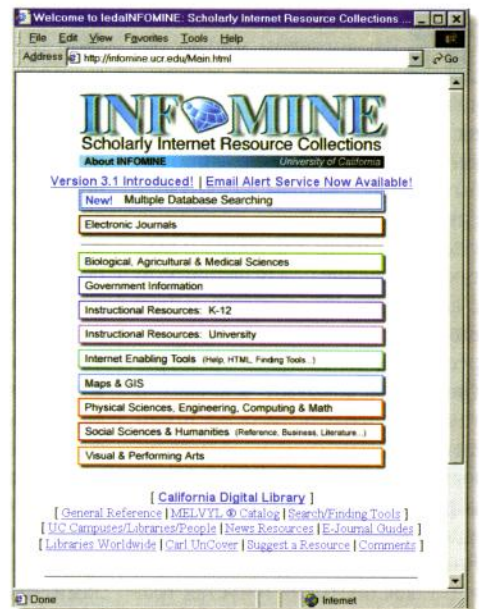 Welcome to IedaINFOMINE: Scholarly Internet Resource Collections ...
File Edit View Favorites Tools Help
Address http://infomine.ucr.edu/Main.html Go
INFOMINE
Scholarly Internet Resource Collections
About INFOMINE University of California
Version 3.1 Introduced! | Email Alert Service Now Available!
New! Multiple Database Searching
Electronic Journals
Biological, Agricultural & Medical Sciences
Government Information
Instructional Resources: K-12
Instructional Resources: University
Internet Enabling Tools (Help, HTML, Finding Tools...)
Maps & GIS
Physical Sciences, Engineering, Computing & Math
Social Sciences & Humanities (Reference, Business, Literature...)
Visual & Performing Arts
[ California Digital Library ]
[ General Reference | MELVYL ® Catalog | Search/Finding Tools ]
[ UC Campuses/Libraries/People | News Resources | E-Journal Guides ]
[ Libraries Worldwide | Carl UnCover | Suggest a Resource | Comments ]
Done Internet